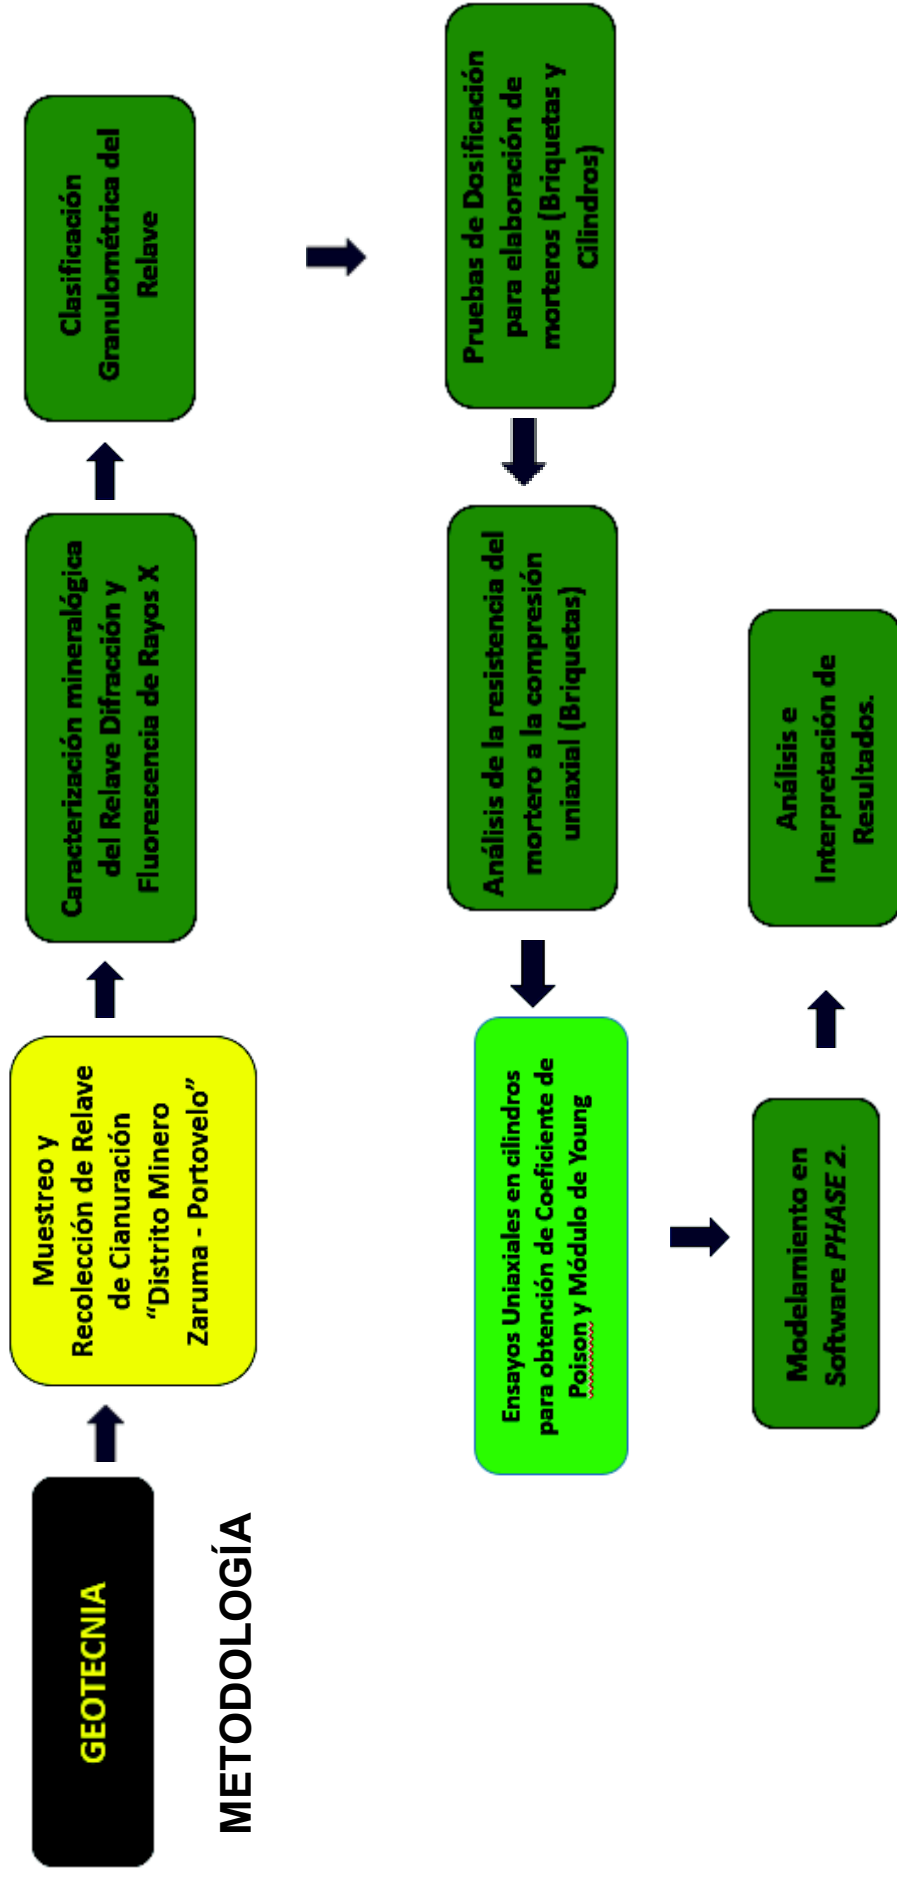 GEOTECNIA
METODOLOGÍA
Muestreo y
Recolección de Relave
de Cianuración
“Distrito Minero
Zaruma - Portovelo”
Caracterización mineralógica
del Relave Difracción y
Fluorescencia de Rayos X
Clasificación
Granulométrica del
Relave
Pruebas de Dosificación
para elaboración de
morteros (Briquetas y
Cilindros)
Análisis de la resistencia del
mortero a la compresión
uniaxial (Briquetas)
Ensayos Uniaxiales en cilindros
para obtención de Coeficiente de
Poison y Módulo de Young
Modelamiento en
Software PHASE 2.
Análisis e
Interpretación de
Resultados.